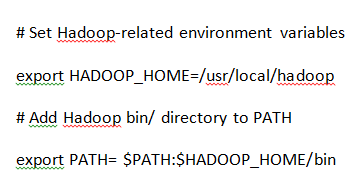 # Set Hadoop-related environment variables
export HADOOP_HOME=/usr/local/hadoop
# Add Hadoop bin/ directory to PATH
export PATH= $PATH:$HADOOP_HOME/bin